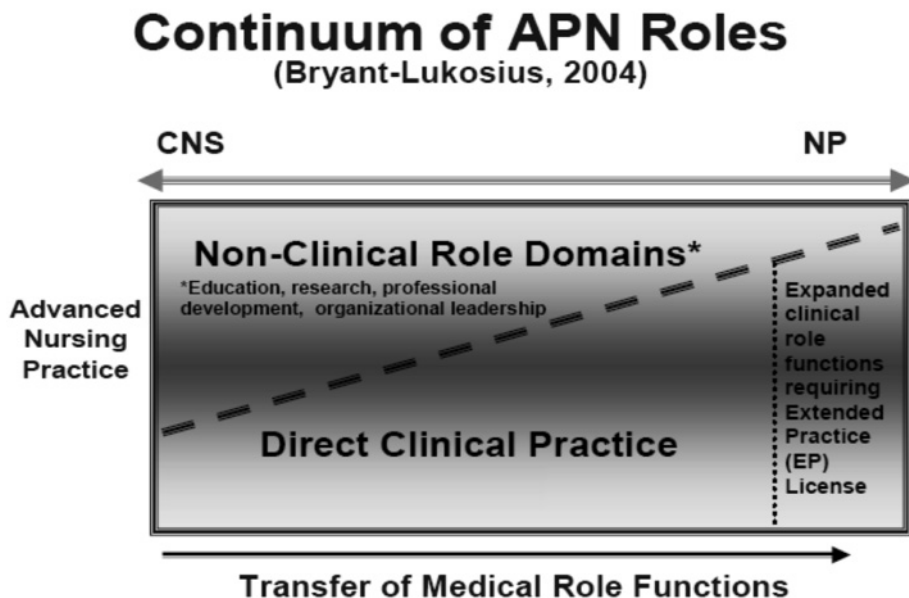 Continuum of APN Roles
(Bryant-Lukosius, 2004)
CNS
NP
Non-Clinical Role Domains*
*Education, research, professional
development, organizational leadership
Advanced
Nursing
Practice
Expanded
clinical
role
functions
requiring
Extended
Practice
(EP)
License
Direct Clinical Practice
Transfer of Medical Role Functions